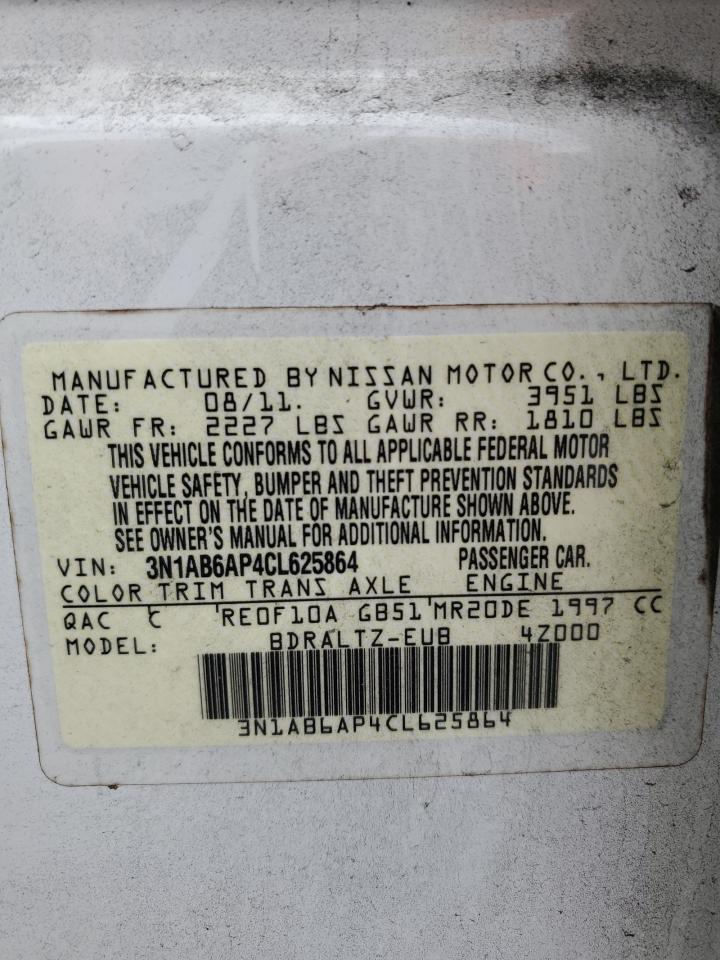 MANUFACTURED BY NISSAN MOTOR CO., LTD.
DATE: 08/11. GVWR: 3951 LBS
GAWR FR: 2227 LBS GAWR RR: 1810 LBS
THIS VEHICLE CONFORMS TO ALL APPLICABLE FEDERAL MOTOR
VEHICLE SAFETY, BUMPER AND THEFT PREVENTION STANDARDS
IN EFFECT ON THE DATE OF MANUFACTURE SHOWN ABOVE.
SEE OWNER'S MANUAL FOR ADDITIONAL INFORMATION.
VIN: 3N1AB6AP4CL625864 PASSENGER CAR.
COLOR TRIM TRANS AXLE ENGINE
QAC C RE0F10A GB51 MR20DE 1997 CC
MODEL: BDRALTZ-EUB 4Z000
3N1AB6AP4CL625864